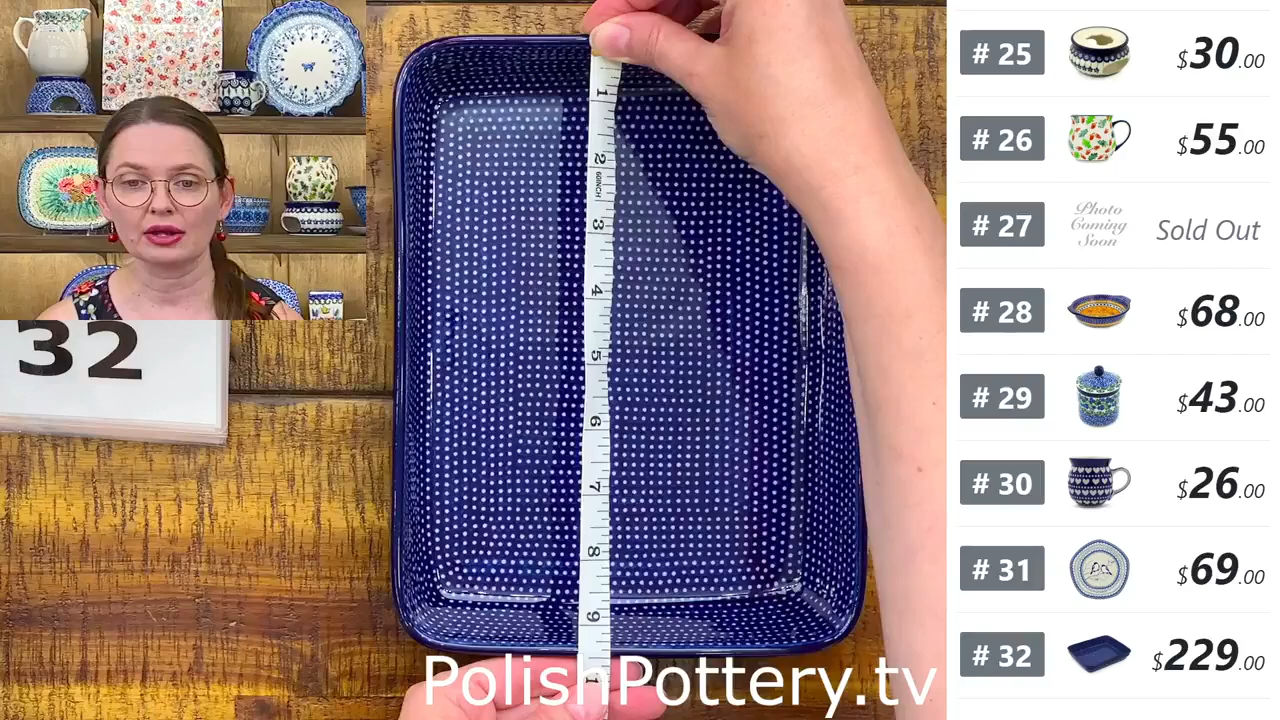 32
1
2
60INCH
3
4
5
6
7
8
9
PolishPottery.tv
# 25 $30.00
# 26 $55.00
# 27 Photo Coming Soon Sold Out
# 28 $68.00
# 29 $43.00
# 30 $26.00
# 31 $69.00
# 32 $229.00